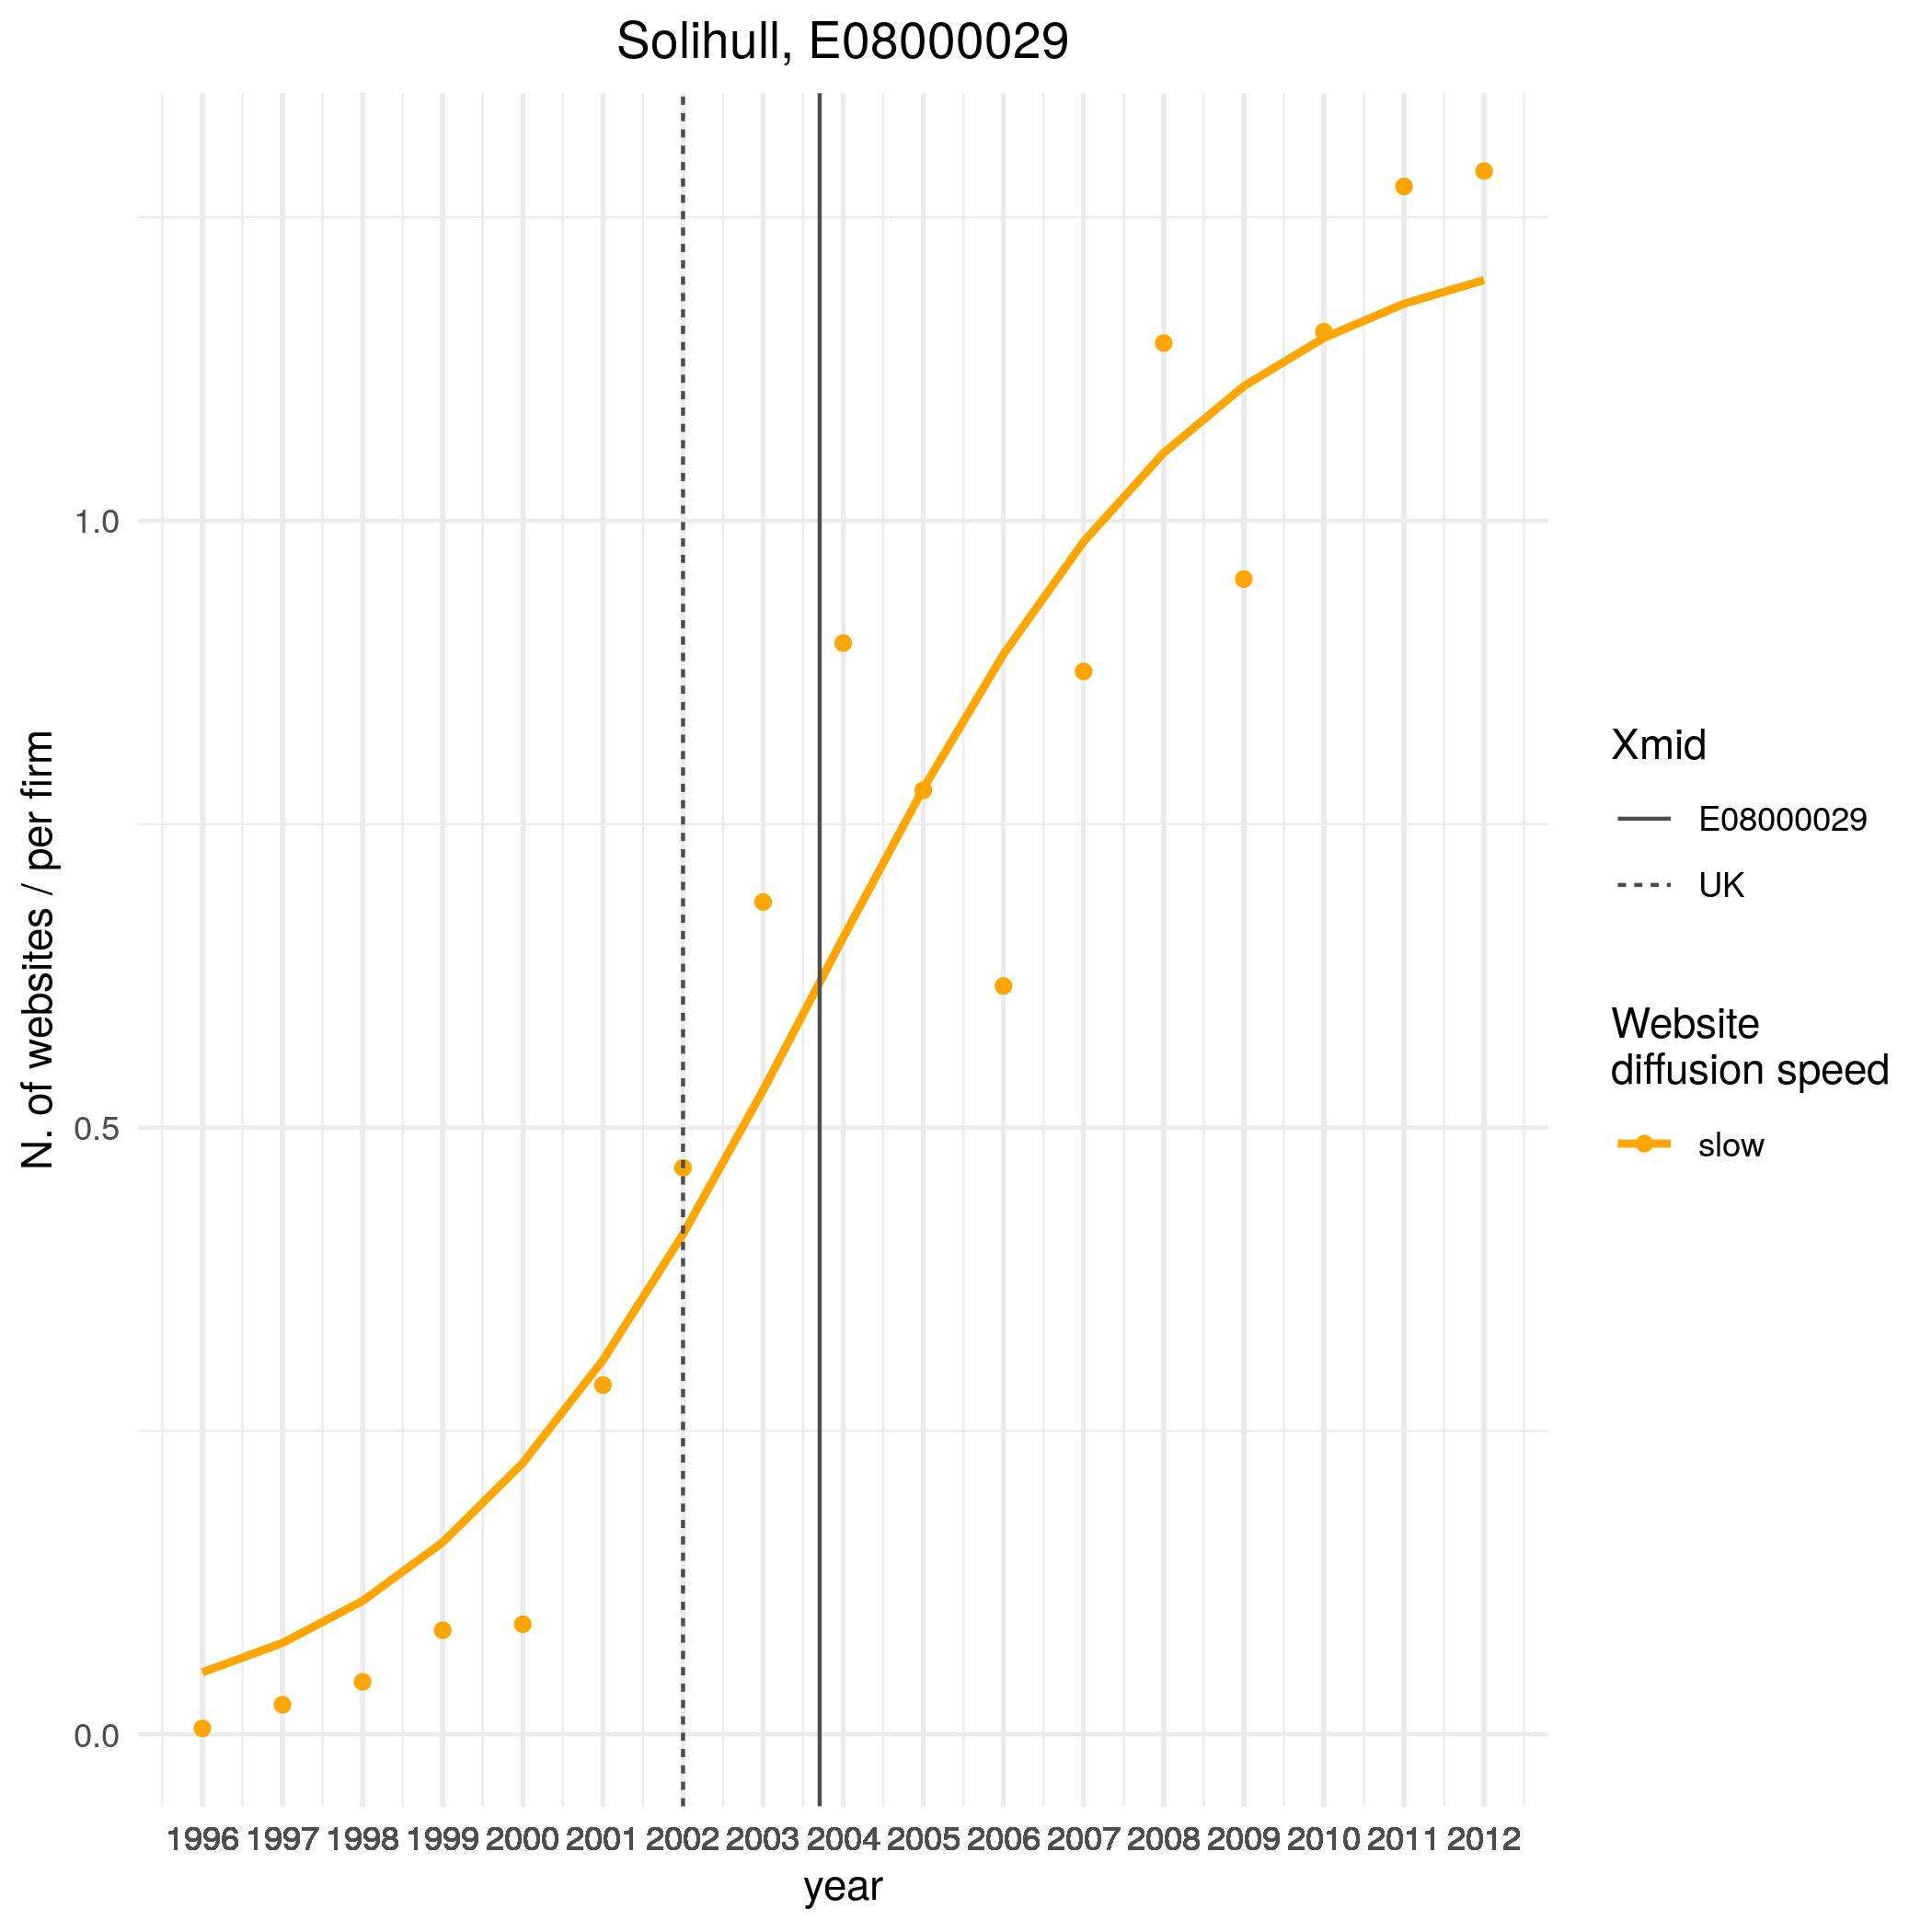 Solihull, E08000029
N. of websites / per firm
1.0
0.5
0.0
1996 1997 1998 1999 2000 2001 2002 2003 2004 2005 2006 2007 2008 2009 2010 2011 2012
year
Xmid
E08000029
UK
Website
diffusion speed
slow